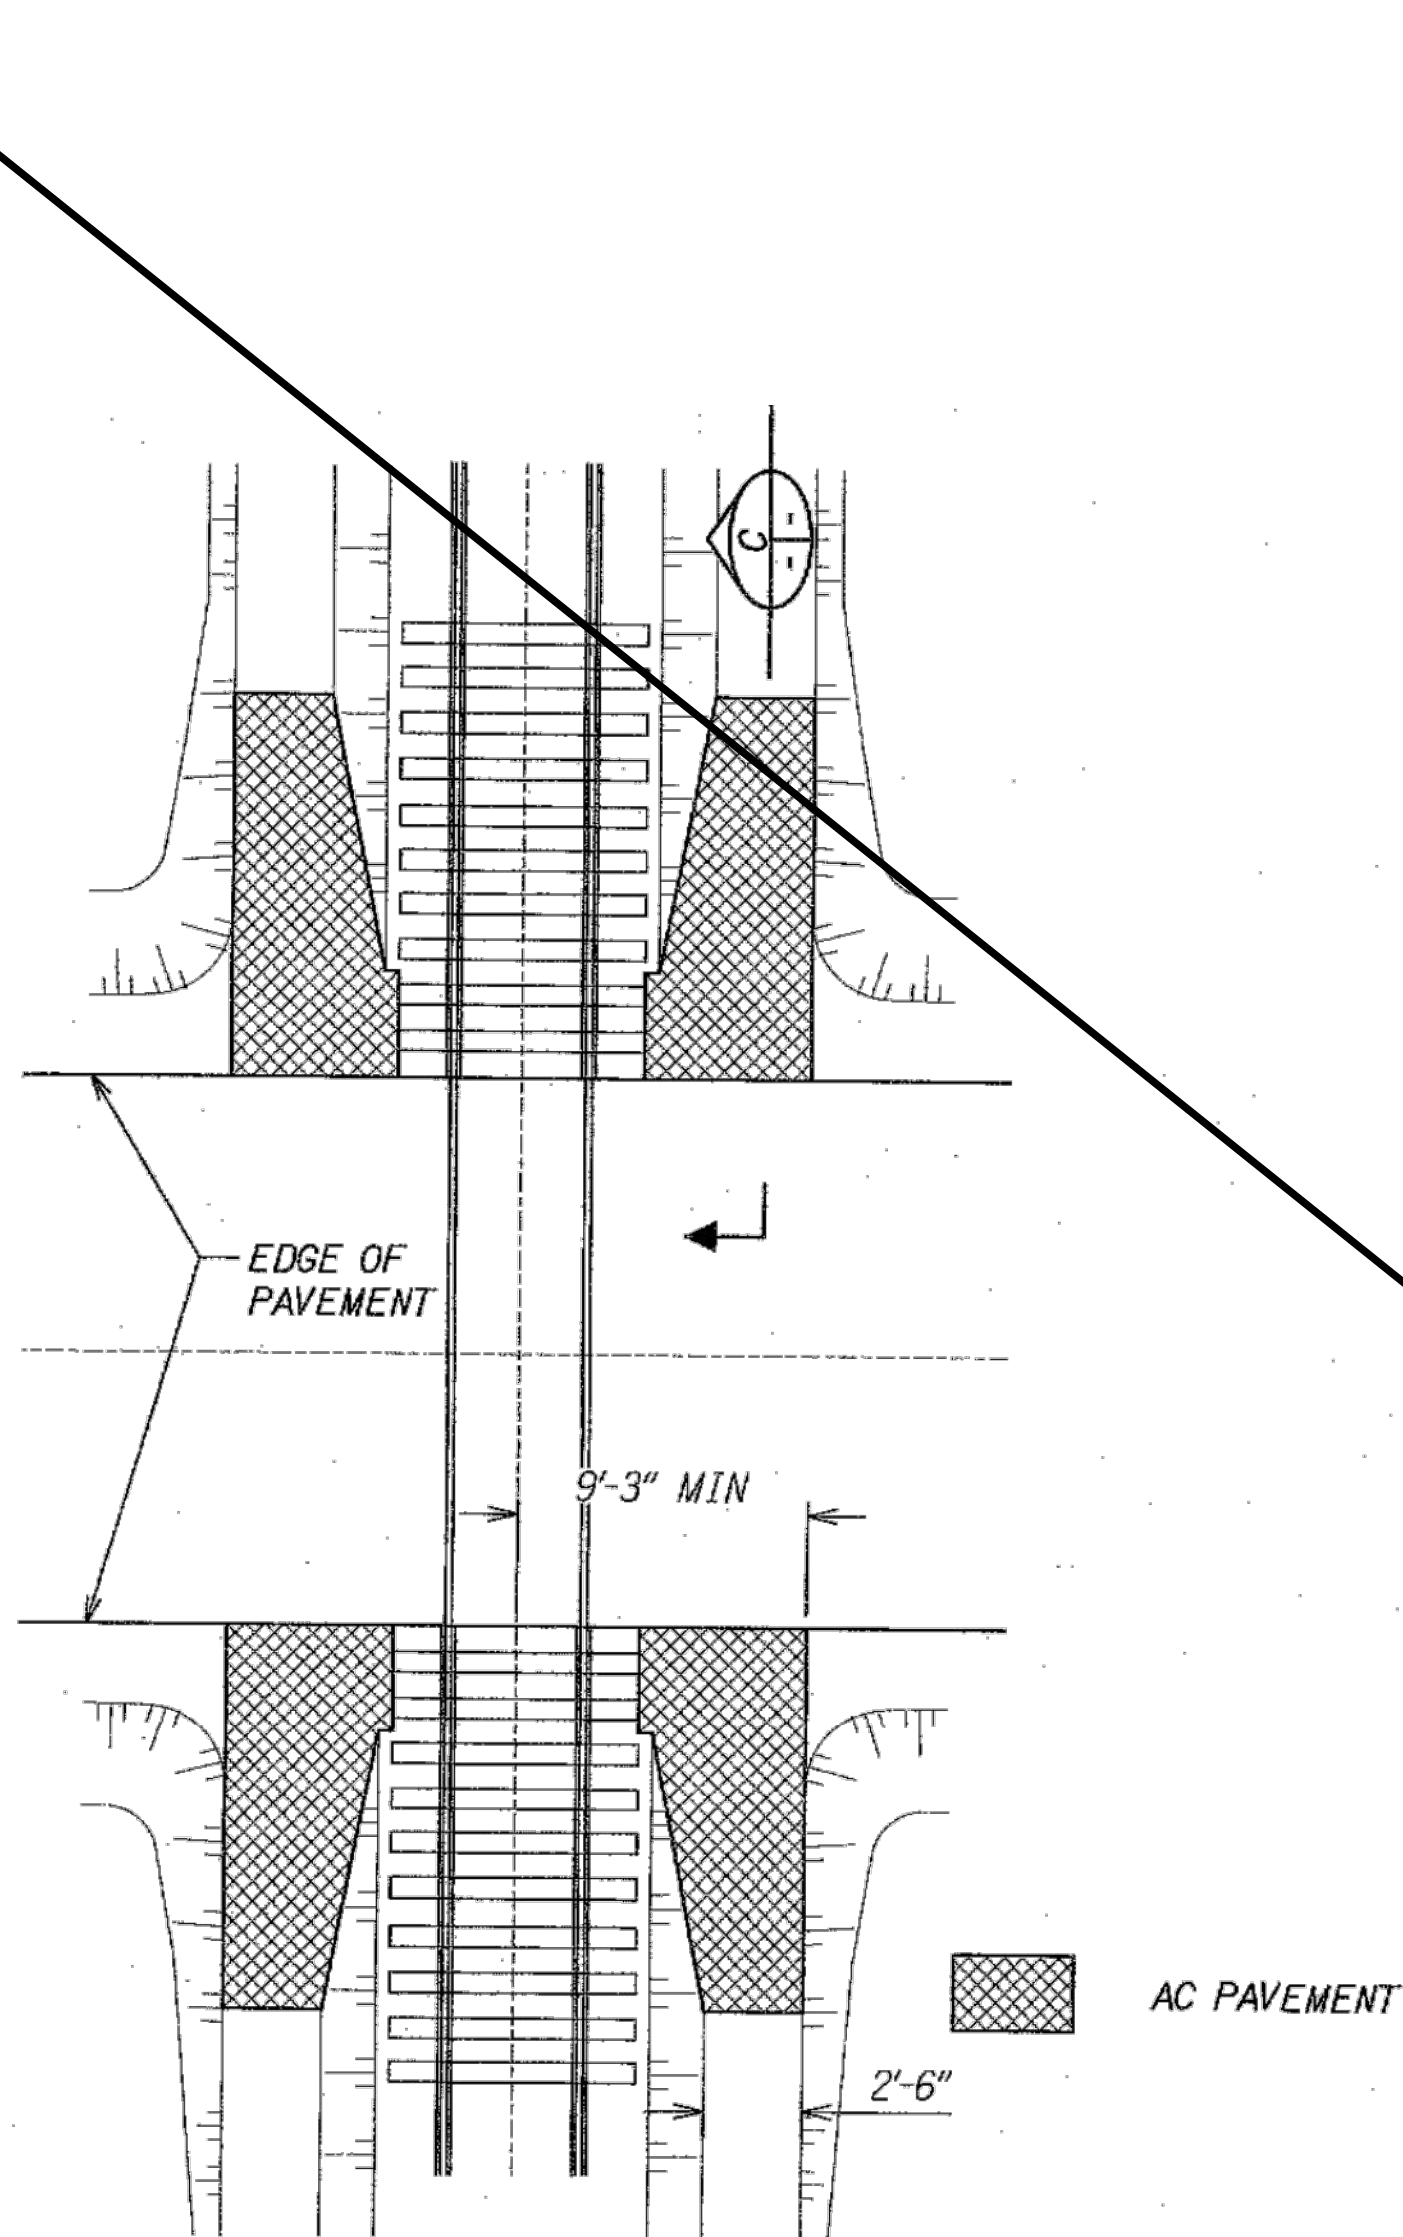 C
- -
EDGE OF
PAVEMENT
9'-3" MIN
AC PAVEMENT
2'-6"